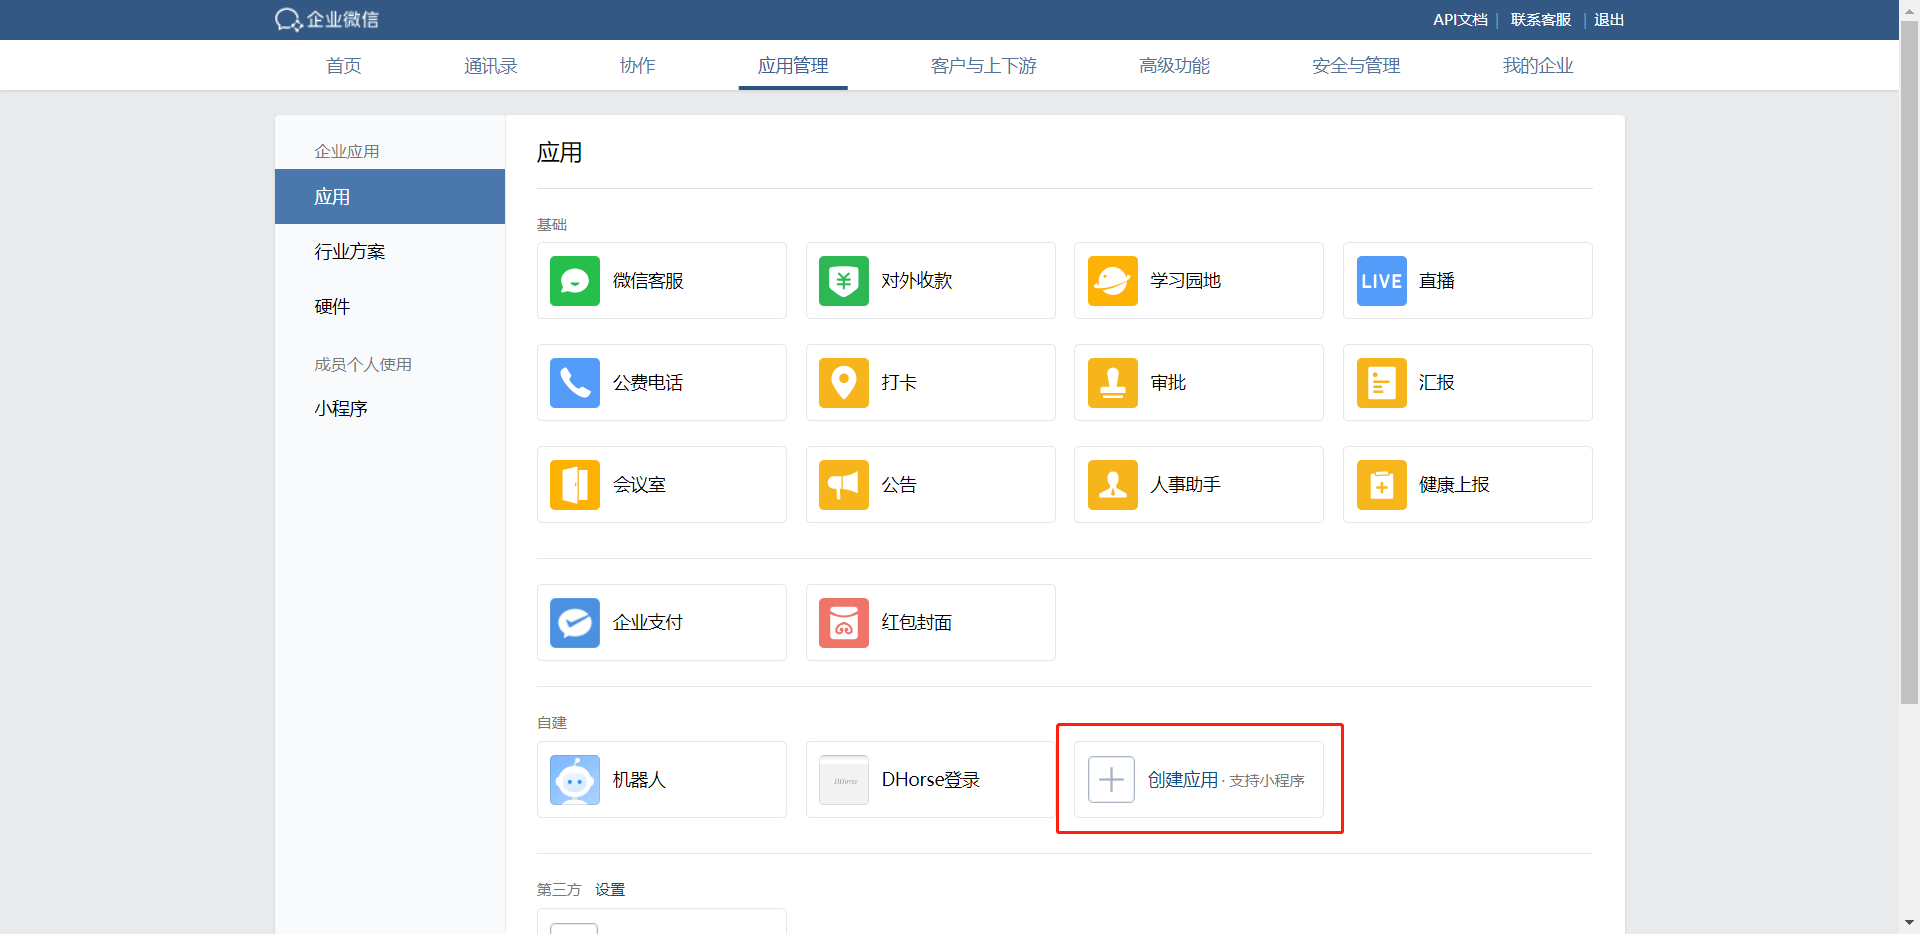 企业微信
API文档 | 联系客服 | 退出
首页 通讯录 协作 应用管理 客户与上下游 高级功能 安全与管理 我的企业
企业应用
应用
行业方案
硬件
成员个人使用
小程序
应用
基础
微信客服 对外收款 学习园地 LIVE 直播
公费电话 打卡 审批 汇报
会议室 公告 人事助手 健康上报
企业支付 红包封面
自建
机器人 DHorse DHorse登录 创建应用 · 支持小程序
第三方 设置